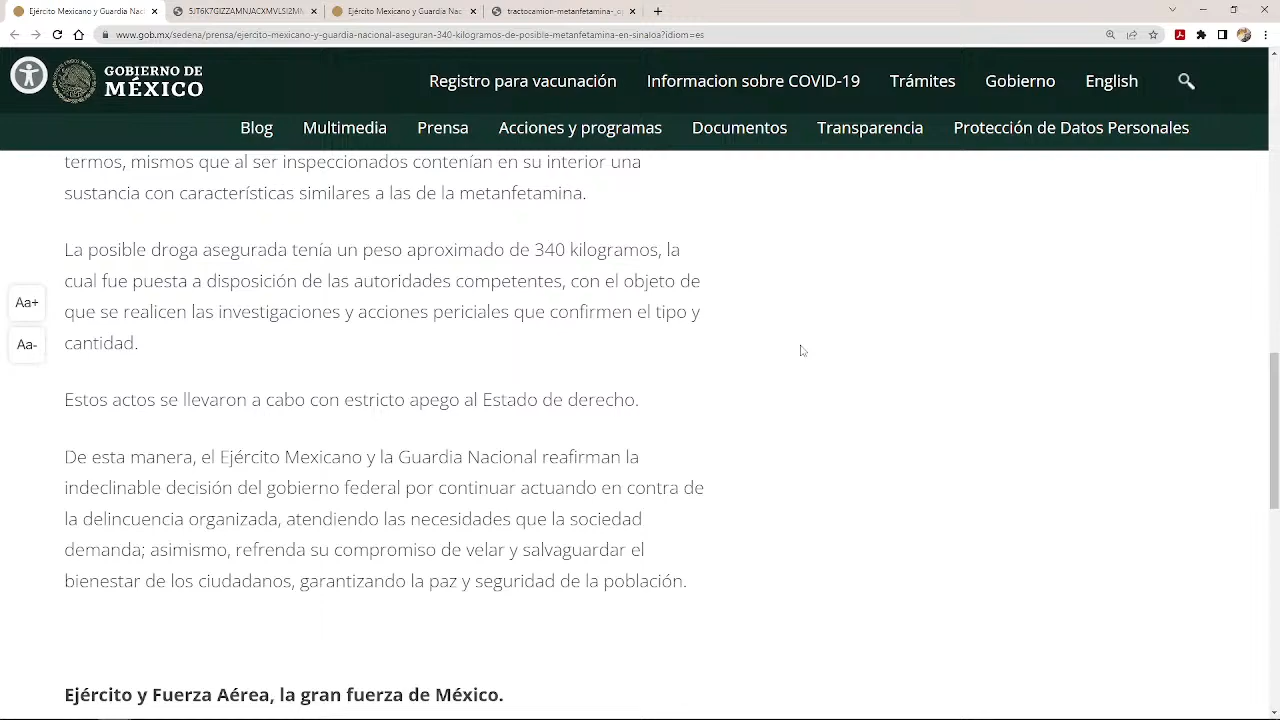 Ejército Mexicano y Guardia Nac
Ejército Mexicano y Guardia Nac
tractocamion-metanfetamina-_c
www.gob.mx/sedena/prensa/ejercito-mexicano-y-guardia-nacional-aseguran-340-kilogramos-de-posible-metanfetamina-en-sinaloa?idiom=es
GOBIERNO DE
MÉXICO
Registro para vacunación Informacion sobre COVID-19 Trámites Gobierno English
Blog Multimedia Prensa Acciones y programas Documentos Transparencia Protección de Datos Personales
termos, mismos que al ser inspeccionados contenían en su interior una
sustancia con características similares a las de la metanfetamina.
La posible droga asegurada tenía un peso aproximado de 340 kilogramos, la
cual fue puesta a disposición de las autoridades competentes, con el objeto de
que se realicen las investigaciones y acciones periciales que confirmen el tipo y
cantidad.
Aa+
Aa-
Estos actos se llevaron a cabo con estricto apego al Estado de derecho.
De esta manera, el Ejército Mexicano y la Guardia Nacional reafirman la
indeclinable decisión del gobierno federal por continuar actuando en contra de
la delincuencia organizada, atendiendo las necesidades que la sociedad
demanda; asimismo, refrenda su compromiso de velar y salvaguardar el
bienestar de los ciudadanos, garantizando la paz y seguridad de la población.
Ejército y Fuerza Aérea, la gran fuerza de México.